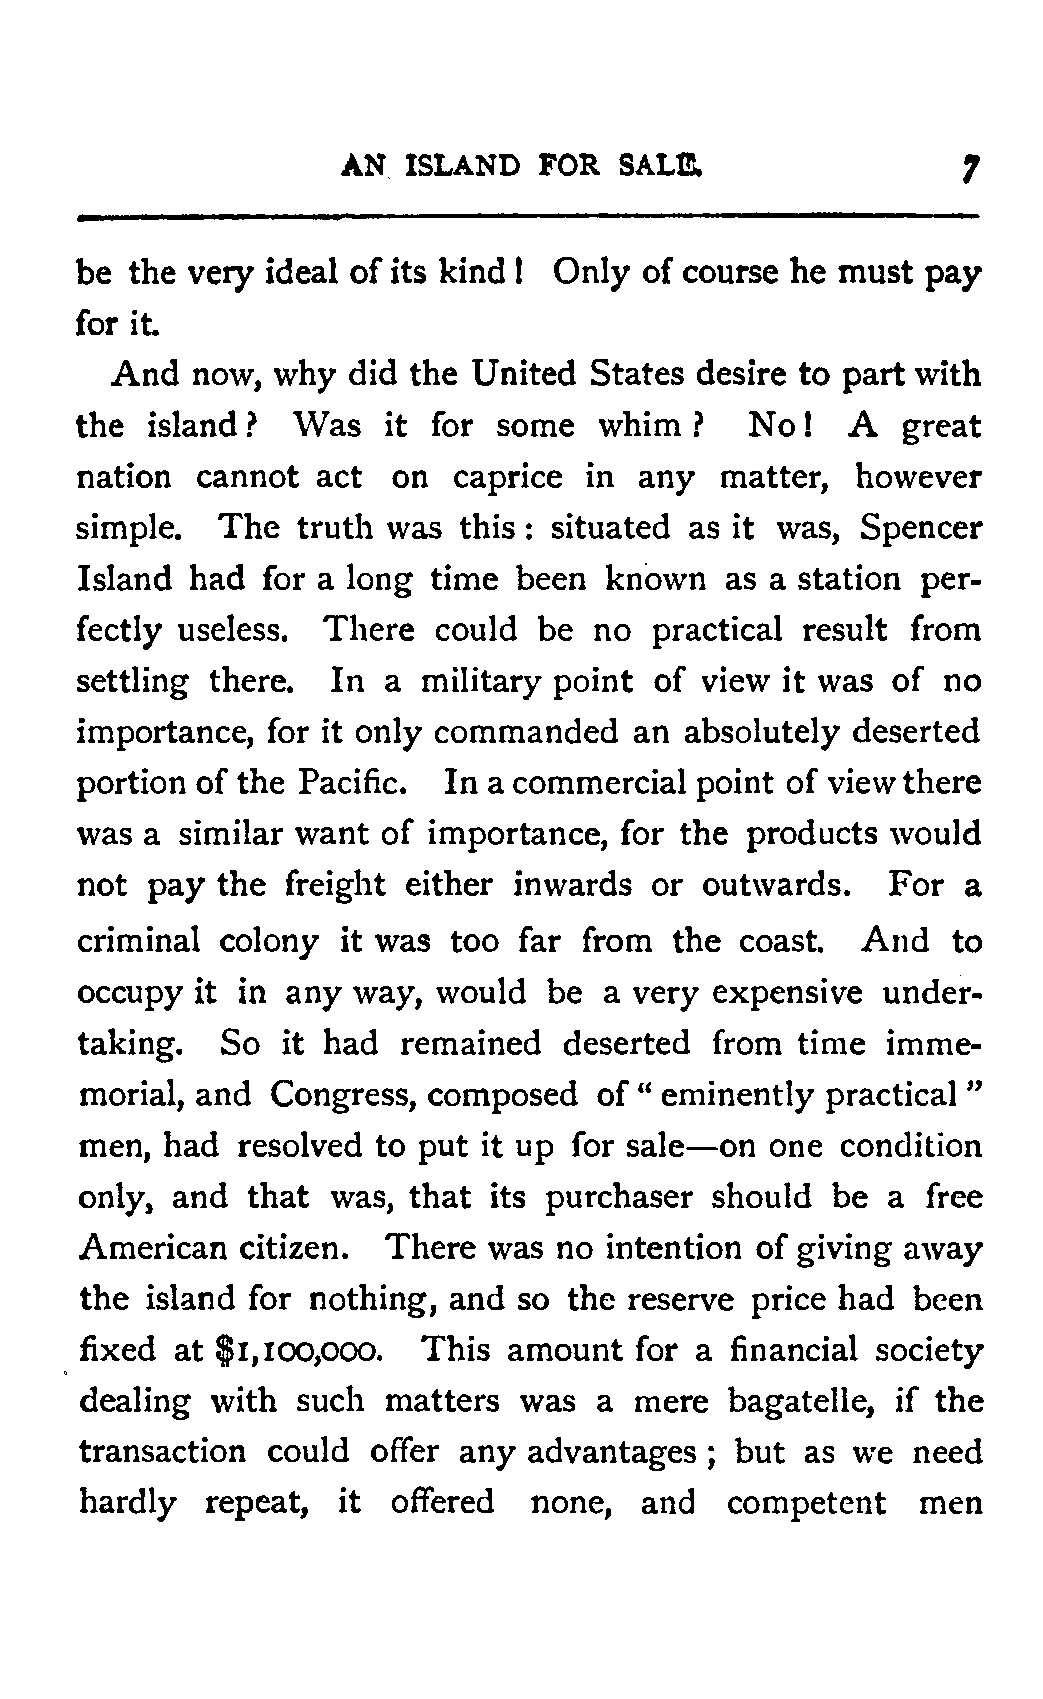 AN ISLAND FOR SALE. 7
be the very ideal of its kind! Only of course he must pay
for it.
And now, why did the United States desire to part with
the island? Was it for some whim? No! A great
nation cannot act on caprice in any matter, however
simple. The truth was this: situated as it was, Spencer
Island had for a long time been known as a station per-
fectly useless. There could be no practical result from
settling there. In a military point of view it was of no
importance, for it only commanded an absolutely deserted
portion of the Pacific. In a commercial point of view there
was a similar want of importance, for the products would
not pay the freight either inwards or outwards. For a
criminal colony it was too far from the coast. And to
occupy it in any way, would be a very expensive under-
taking. So it had remained deserted from time imme-
morial, and Congress, composed of "eminently practical"
men, had resolved to put it up for sale—on one condition
only, and that was, that its purchaser should be a free
American citizen. There was no intention of giving away
the island for nothing, and so the reserve price had been
fixed at $1,100,000. This amount for a financial society
dealing with such matters was a mere bagatelle, if the
transaction could offer any advantages; but as we need
hardly repeat, it offered none, and competent men